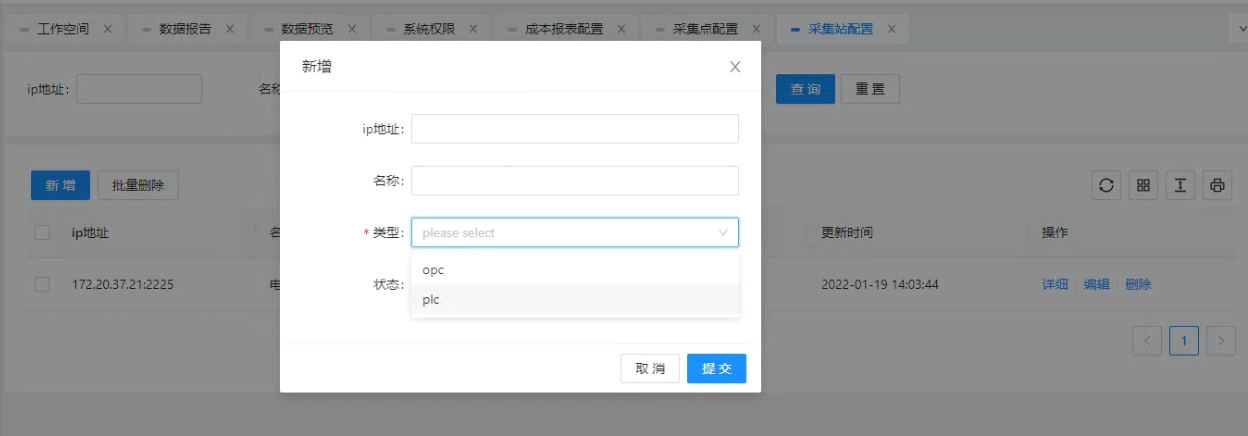 工作空间 数据报告 数据预览 系统权限 成本报表配置 采集点配置 采集站配置
新增
ip地址: 查 询 重 置
ip地址:
名称:
新 增 批量删除
* 类型: please select
ip地址 更新时间 操作
opc
状态:
172.20.37.21:2225 2022-01-19 14:03:44 详细 编辑 删除
plc
1
取 消 提 交